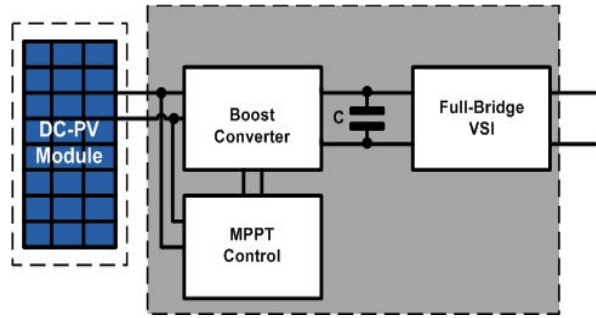 DC-PV
Module
Boost
Converter
C
Full-Bridge
VSI
MPPT
Control